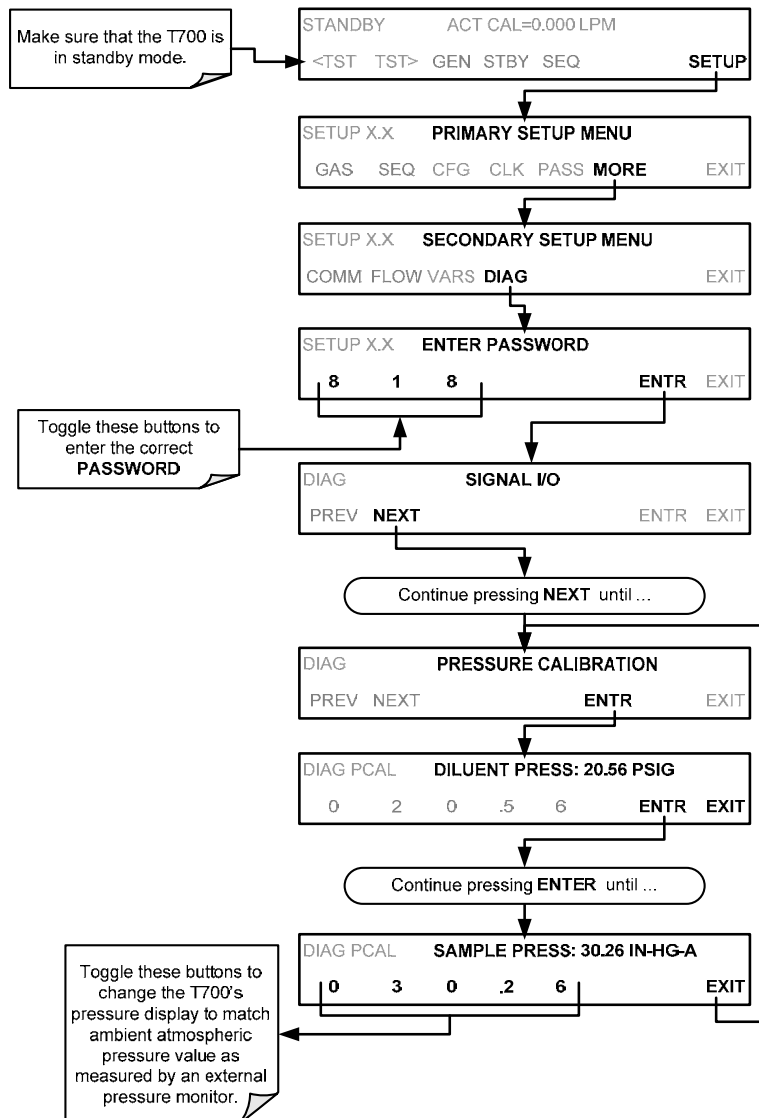 Make sure that the T700 is
in standby mode.
STANDBY ACT CAL=0.000 LPM
<TST TST> GEN STBY SEQ SETUP
SETUP X.X PRIMARY SETUP MENU
GAS SEQ CFG CLK PASS MORE EXIT
SETUP X.X SECONDARY SETUP MENU
COMM FLOW VARS DIAG EXIT
SETUP X.X ENTER PASSWORD
8 1 8 ENTR EXIT
Toggle these buttons to
enter the correct
PASSWORD
DIAG SIGNAL I/O
PREV NEXT ENTR EXIT
Continue pressing NEXT until ...
DIAG PRESSURE CALIBRATION
PREV NEXT ENTR EXIT
DIAG PCAL DILUENT PRESS: 20.56 PSIG
0 2 0 .5 6 ENTR EXIT
Continue pressing ENTER until ...
DIAG PCAL SAMPLE PRESS: 30.26 IN-HG-A
0 3 0 .2 6 EXIT
Toggle these buttons to
change the T700's
pressure display to match
ambient atmospheric
pressure value as
measured by an external
pressure monitor.